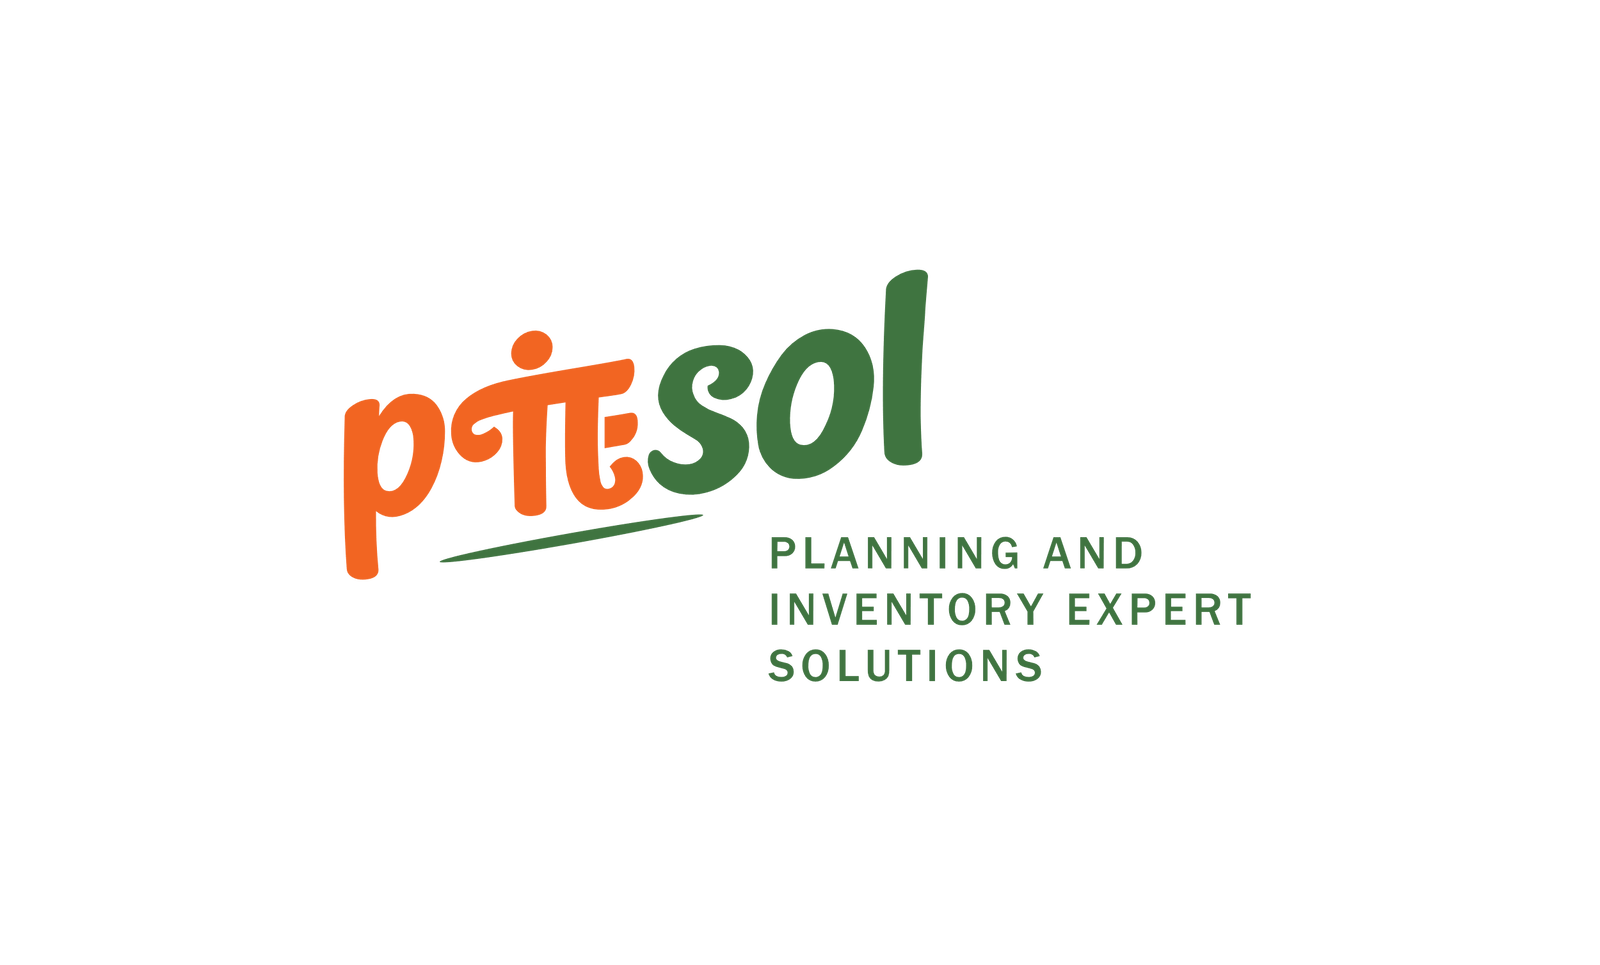 piesol
PLANNING AND
INVENTORY EXPERT
SOLUTIONS